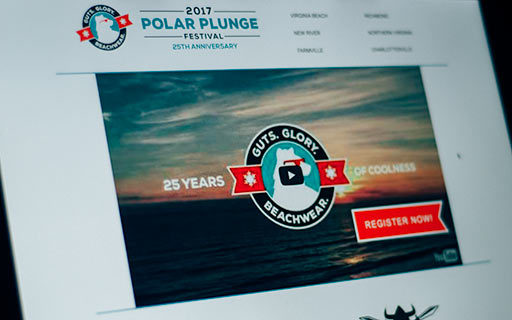 GUTS. GLORY.
BEACHWEAR.
2017
POLAR PLUNGE
FESTIVAL
25TH ANNIVERSARY
VIRGINIA BEACH
RICHMOND
NEW RIVER
NORTHERN VIRGINIA
FARMVILLE
CHARLOTTESVILLE
GUTS. GLORY.
25 YEARS
OF COOLNESS
BEACHWEAR.
REGISTER NOW!
YouTube